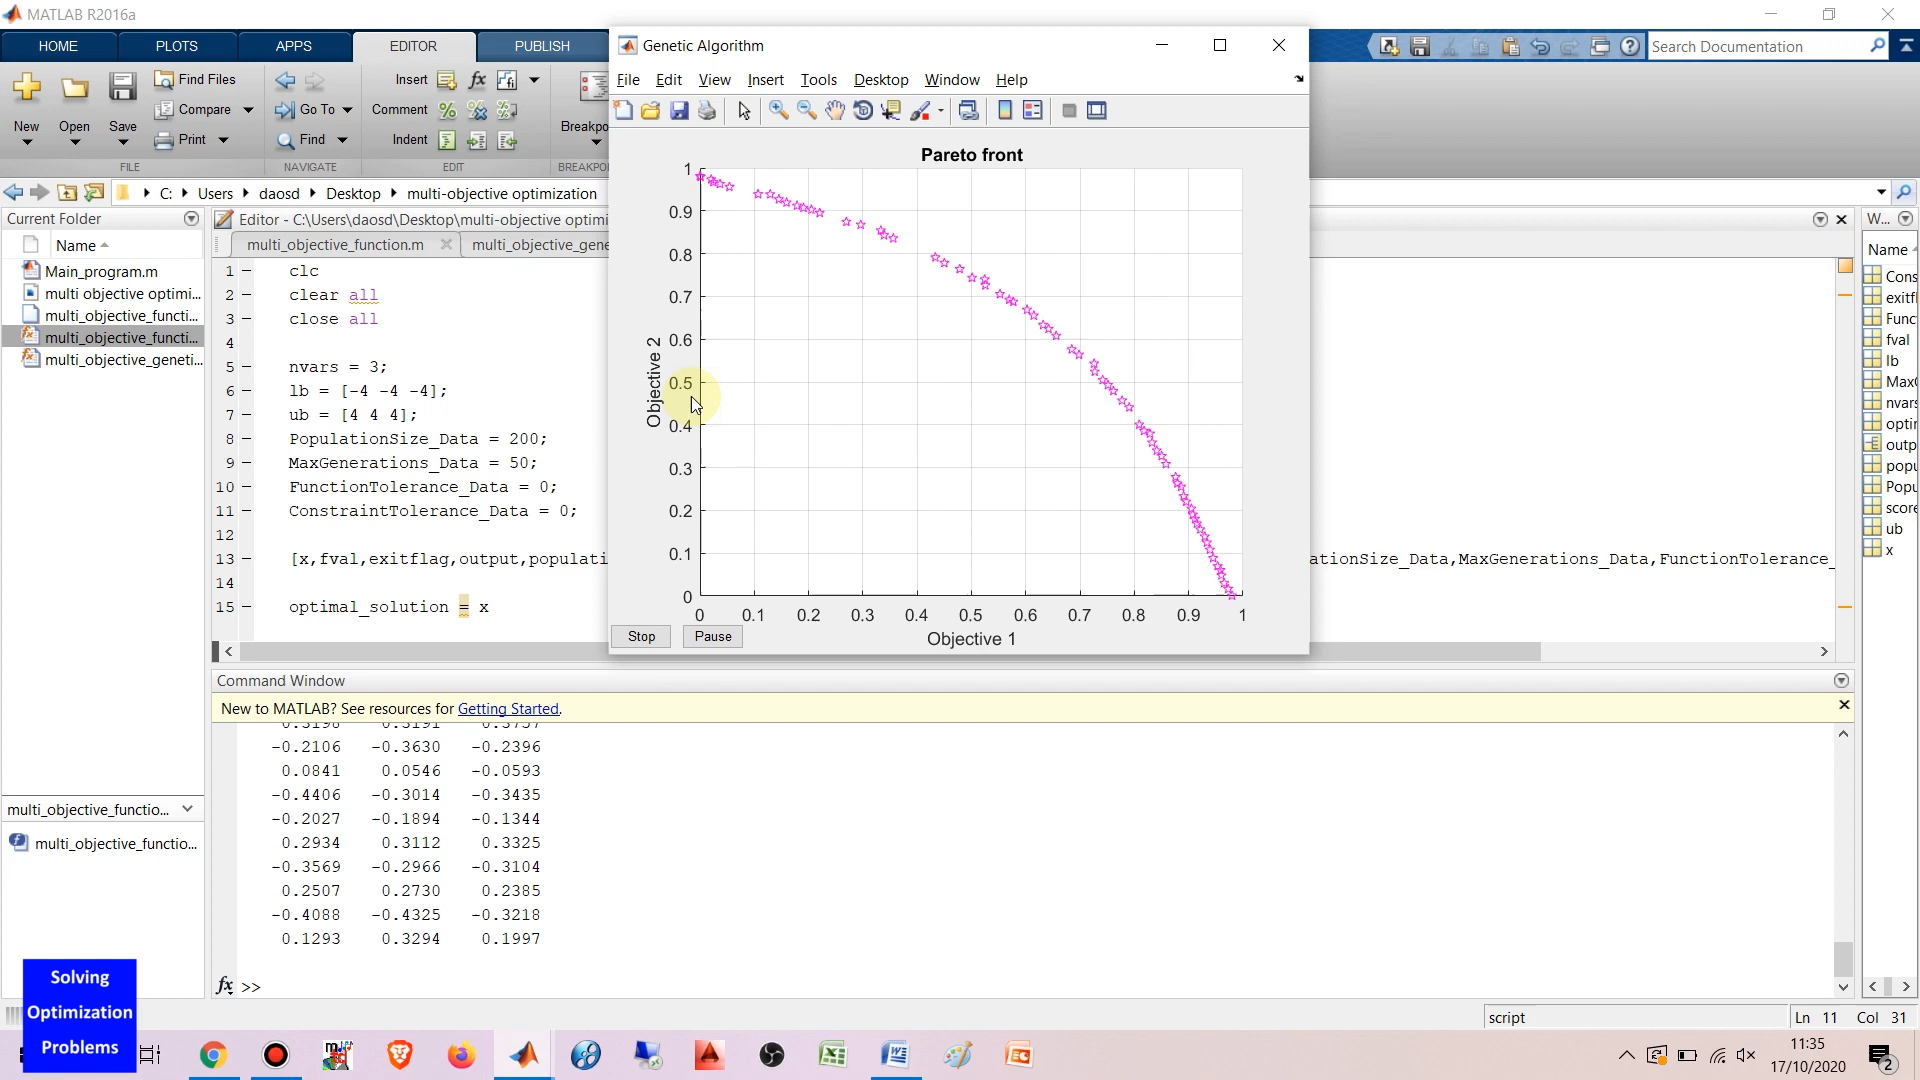 MATLAB R2016a
HOME
PLOTS
APPS
EDITOR
PUBLISH
Search Documentation
New
Open
Save
Find Files
Compare
Print
FILE
Go To
Find
NAVIGATE
Insert
Comment
Indent
EDIT
Breakpo
BREAKPO
C:
Users
daosd
Desktop
multi-objective optimization
Current Folder
Name
Main_program.m
multi objective optimi...
multi_objective_functi...
multi_objective_functi...
multi_objective_geneti...
multi_objective_functio...
multi_objective_functio...
Editor - C:\Users\daosd\Desktop\multi-objective optimi
multi_objective_function.m
multi_objective_gene
1 clc
2 clear all
3 close all
4
5 nvars = 3;
6 lb = [-4 -4 -4];
7 ub = [4 4 4];
8 PopulationSize_Data = 200;
9 MaxGenerations_Data = 50;
10 FunctionTolerance_Data = 0;
11 ConstraintTolerance_Data = 0;
12
13 [x,fval,exitflag,output,populati
ationSize_Data,MaxGenerations_Data,FunctionTolerance_
14
15 optimal_solution = x
Genetic Algorithm
File Edit View Insert Tools Desktop Window Help
Pareto front
Objective 2
1
0.9
0.8
0.7
0.6
0.5
0.4
0.3
0.2
0.1
0
0 0.1 0.2 0.3 0.4 0.5 0.6 0.7 0.8 0.9 1
Objective 1
Stop
Pause
W...
Name
Cons
exitfl
Func
fval
lb
Max
nvars
optin
outp
popu
Popu
score
ub
x
Command Window
New to MATLAB? See resources for Getting Started.
-0.2106 -0.3630 -0.2396
0.0841 0.0546 -0.0593
-0.4406 -0.3014 -0.3435
-0.2027 -0.1894 -0.1344
0.2934 0.3112 0.3325
-0.3569 -0.2966 -0.3104
0.2507 0.2730 0.2385
-0.4088 -0.4325 -0.3218
0.1293 0.3294 0.1997
fx >>
script
Ln 11 Col 31
Solving
Optimization
Problems
11:35
17/10/2020
2